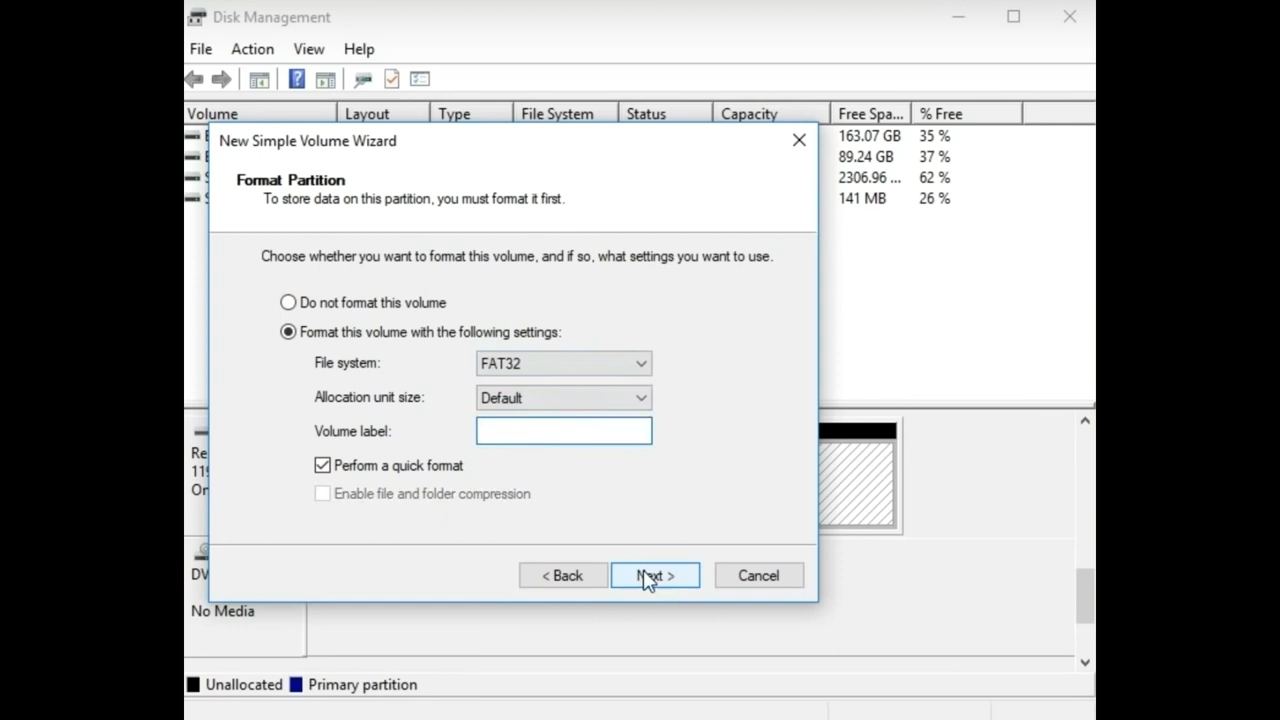 Disk Management
File Action View Help
Volume Layout Type File System Status Capacity Free Spa... % Free
163.07 GB 35 %
89.24 GB 37 %
2306.96 ... 62 %
141 MB 26 %
New Simple Volume Wizard
Format Partition
To store data on this partition, you must format it first.
Choose whether you want to format this volume, and if so, what settings you want to use.
Do not format this volume
Format this volume with the following settings:
File system: FAT32
Allocation unit size: Default
Volume label:
Perform a quick format
Enable file and folder compression
< Back Next > Cancel
Re
119
On
DV
No Media
Unallocated Primary partition